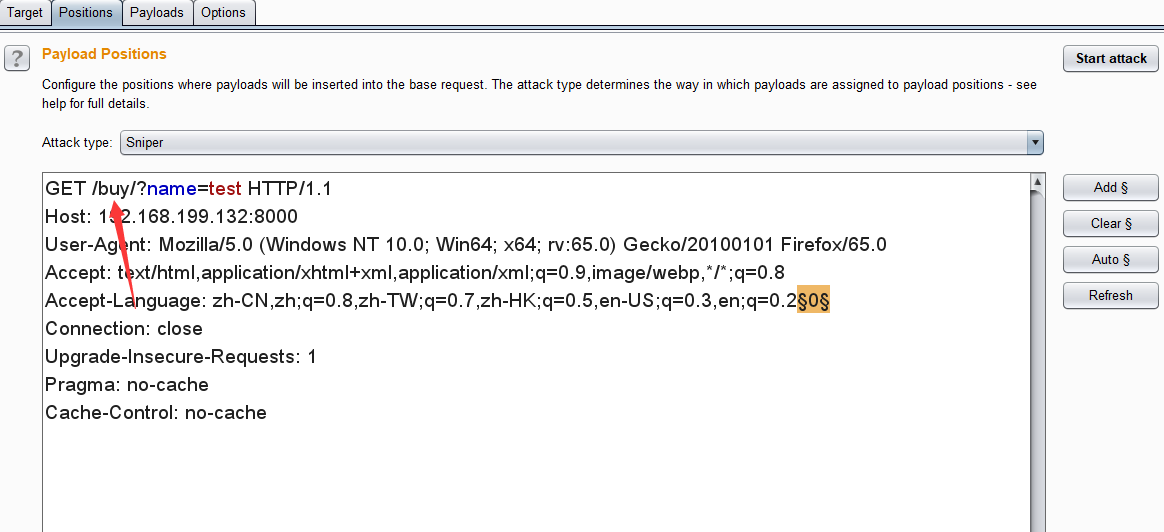 Target Positions Payloads Options
? Payload Positions Start attack
Configure the positions where payloads will be inserted into the base request. The attack type determines the way in which payloads are assigned to payload positions - see
help for full details.
Attack type: Sniper
GET /buy/?name=test HTTP/1.1 Add §
Host: 192.168.199.132:8000 Clear §
User-Agent: Mozilla/5.0 (Windows NT 10.0; Win64; x64; rv:65.0) Gecko/20100101 Firefox/65.0
Accept: text/html,application/xhtml+xml,application/xml;q=0.9,image/webp,*/*;q=0.8 Auto §
Accept-Language: zh-CN,zh;q=0.8,zh-TW;q=0.7,zh-HK;q=0.5,en-US;q=0.3,en;q=0.2§0§ Refresh
Connection: close
Upgrade-Insecure-Requests: 1
Pragma: no-cache
Cache-Control: no-cache